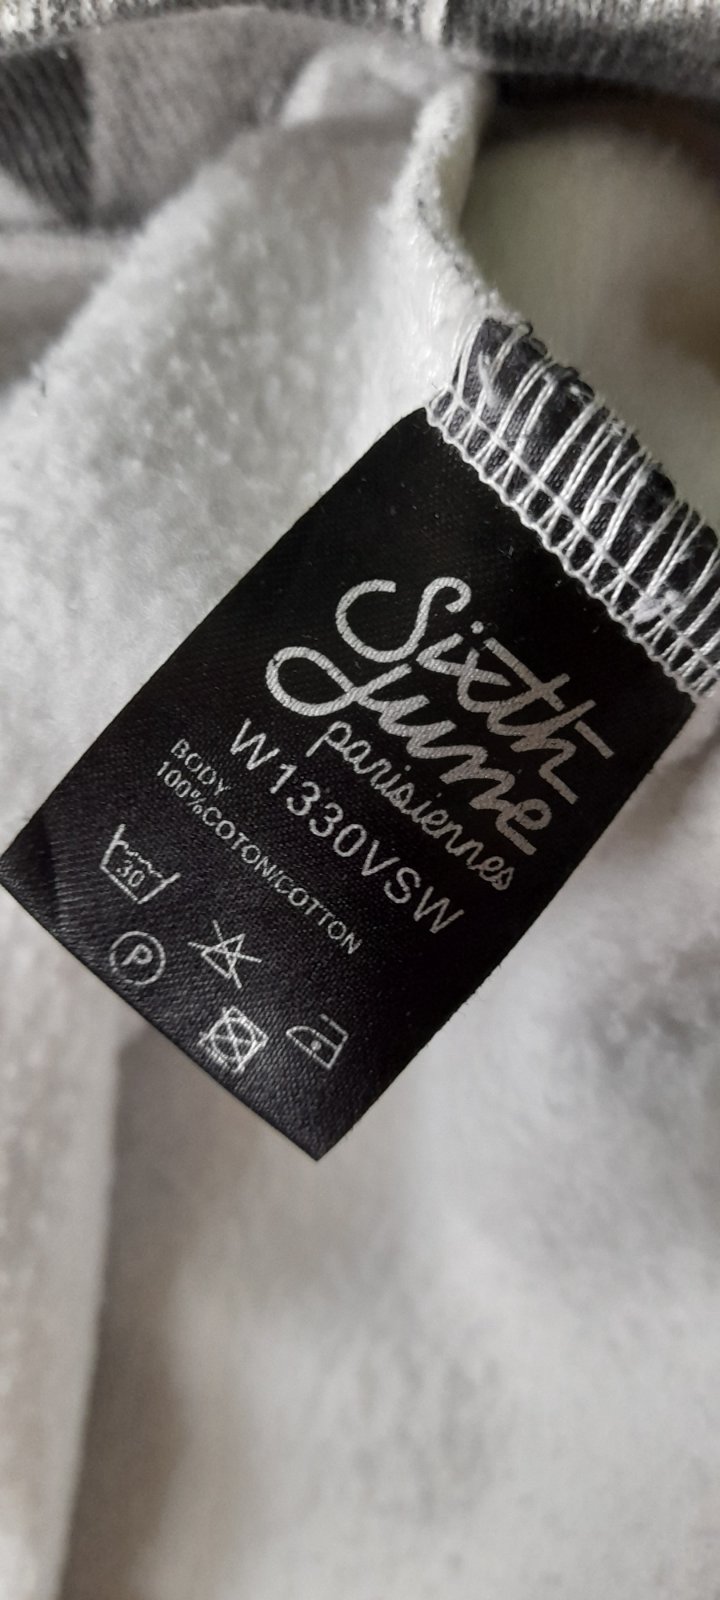 Sixth
June
parisiennes
W1330VSW
BODY
100%COTON/COTTON
30
P